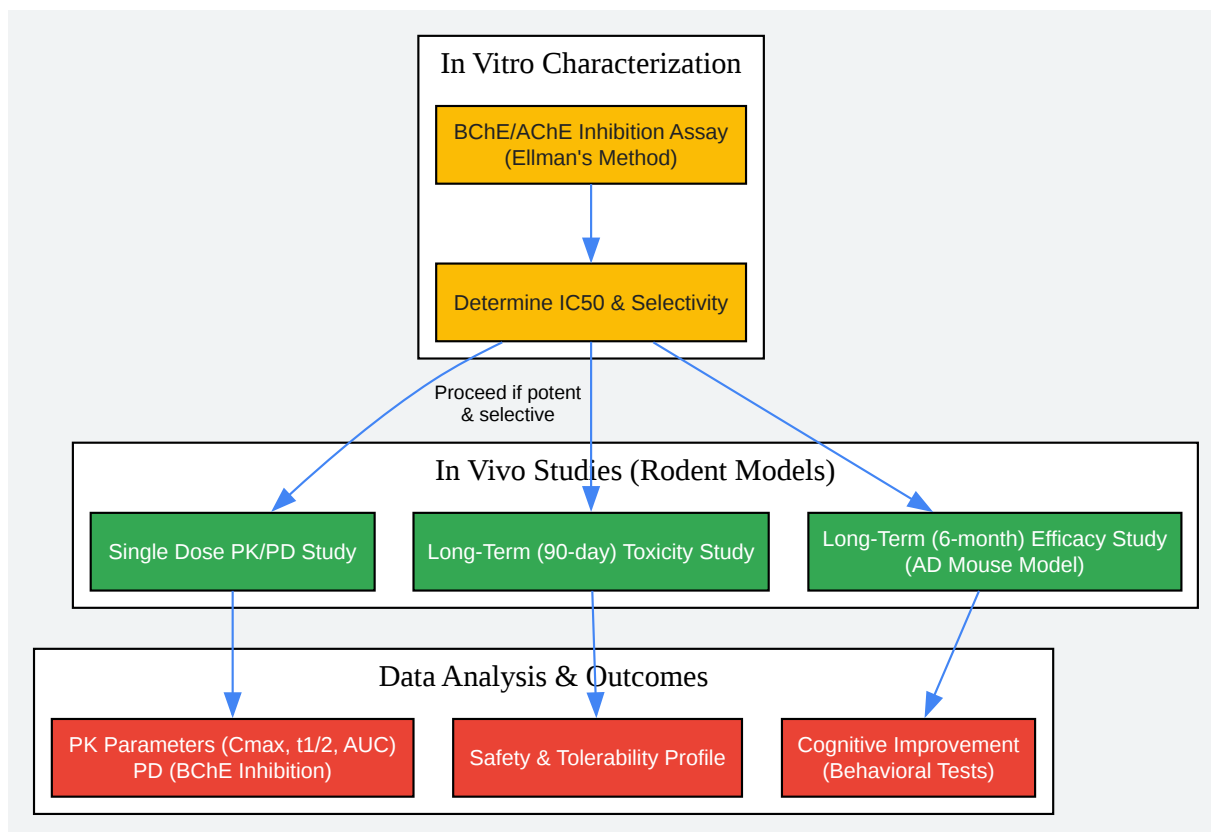 In Vitro Characterization
BChE/AChE Inhibition Assay
(Ellman's Method)
Determine IC50 & Selectivity
Proceed if potent
& selective
In Vivo Studies (Rodent Models)
Single Dose PK/PD Study
Long-Term (90-day) Toxicity Study
Long-Term (6-month) Efficacy Study
(AD Mouse Model)
Data Analysis & Outcomes
PK Parameters (Cmax, t1/2, AUC)
PD (BChE Inhibition)
Safety & Tolerability Profile
Cognitive Improvement
(Behavioral Tests)